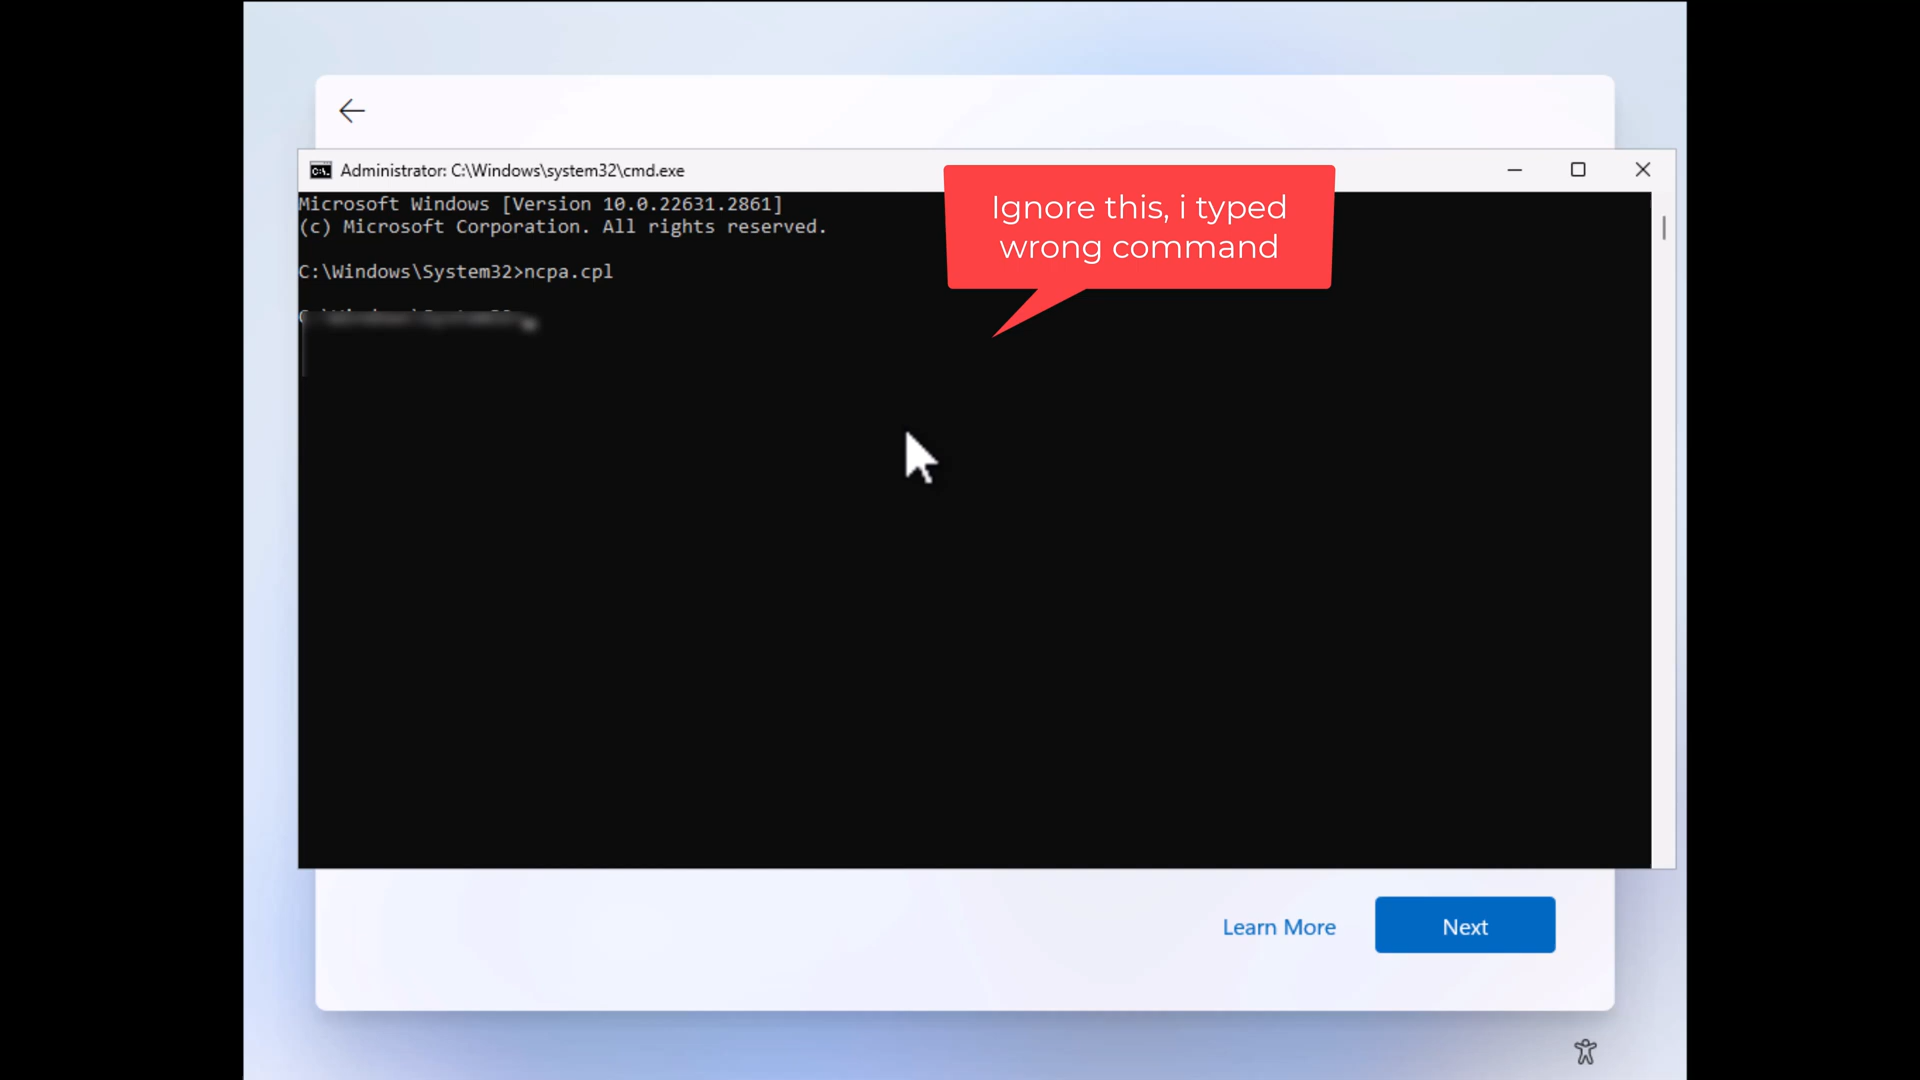 Administrator: C:\Windows\system32\cmd.exe
Ignore this, i typed
wrong command
Microsoft Windows [Version 10.0.22631.2861]
(c) Microsoft Corporation. All rights reserved.
C:\Windows\System32>ncpa.cpl
Learn More
Next